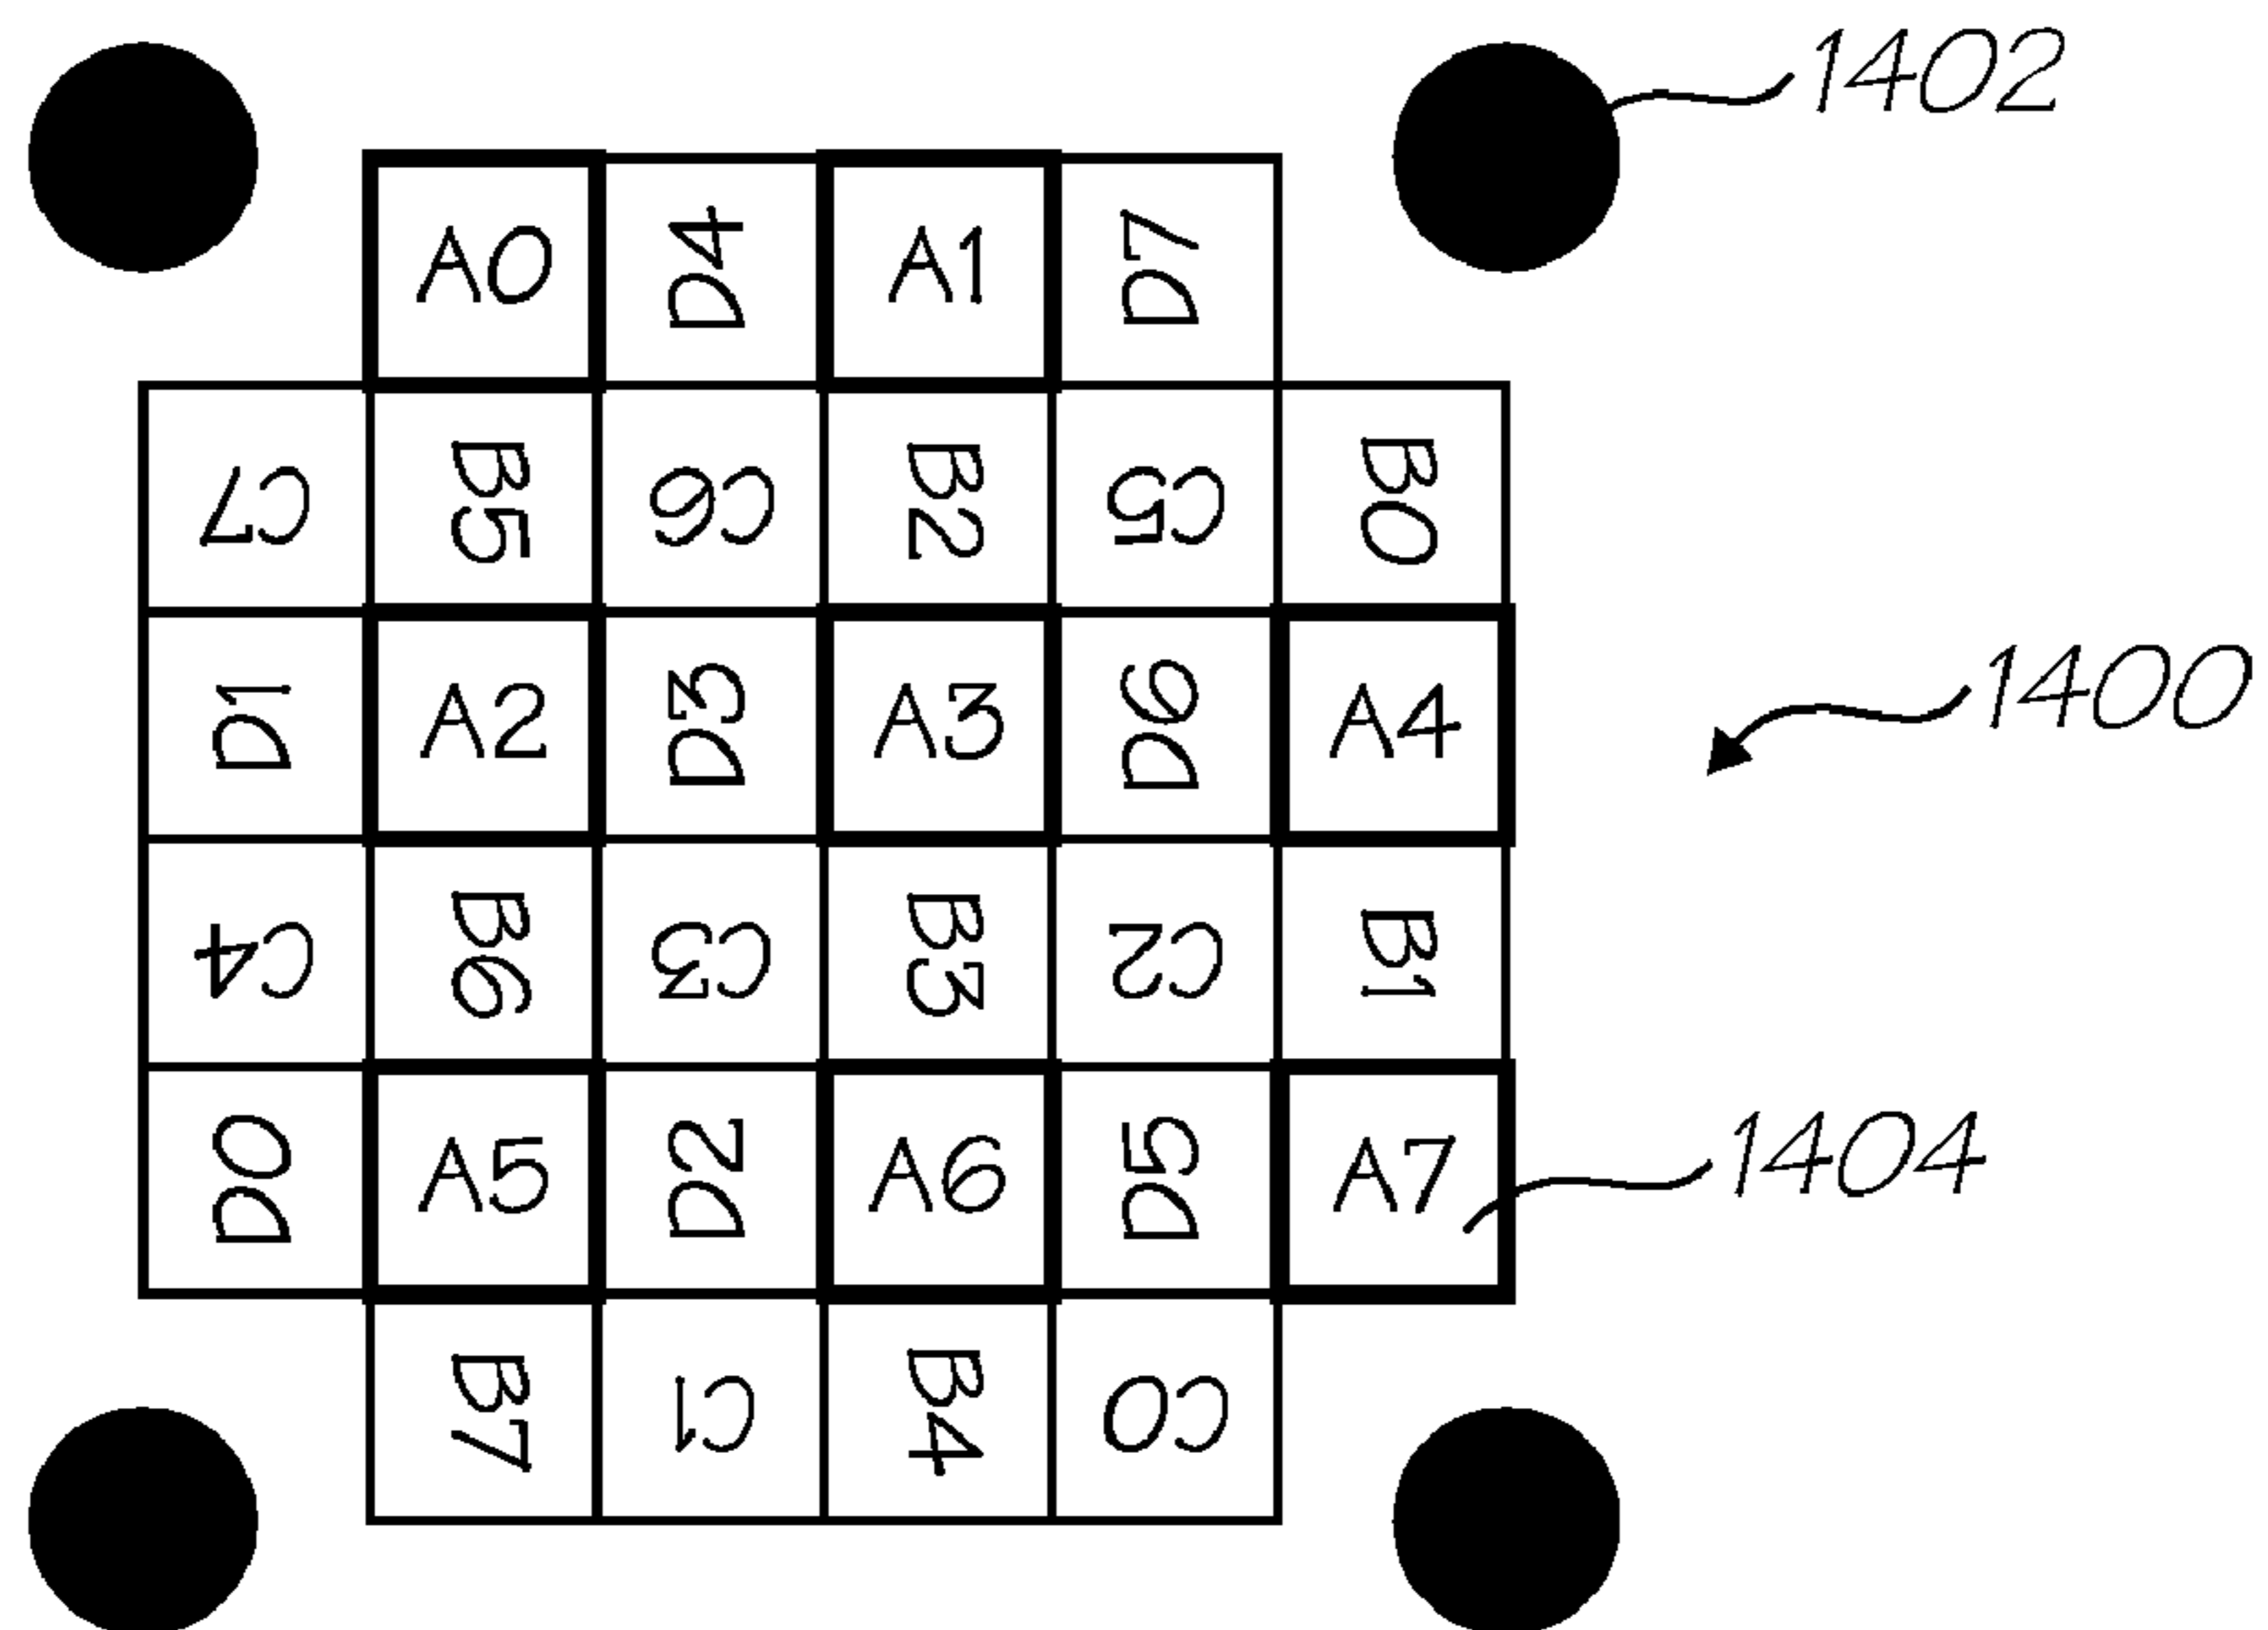 1402
A0 D4 A1 D7
C7 B5 C6 B2 C5 B0
D1 A2 D3 A3 D6 A4
1400
C4 B6 C3 B3 C2 B1
D0 A5 D2 A6 D5 A7
1404
B7 C1 B4 C0